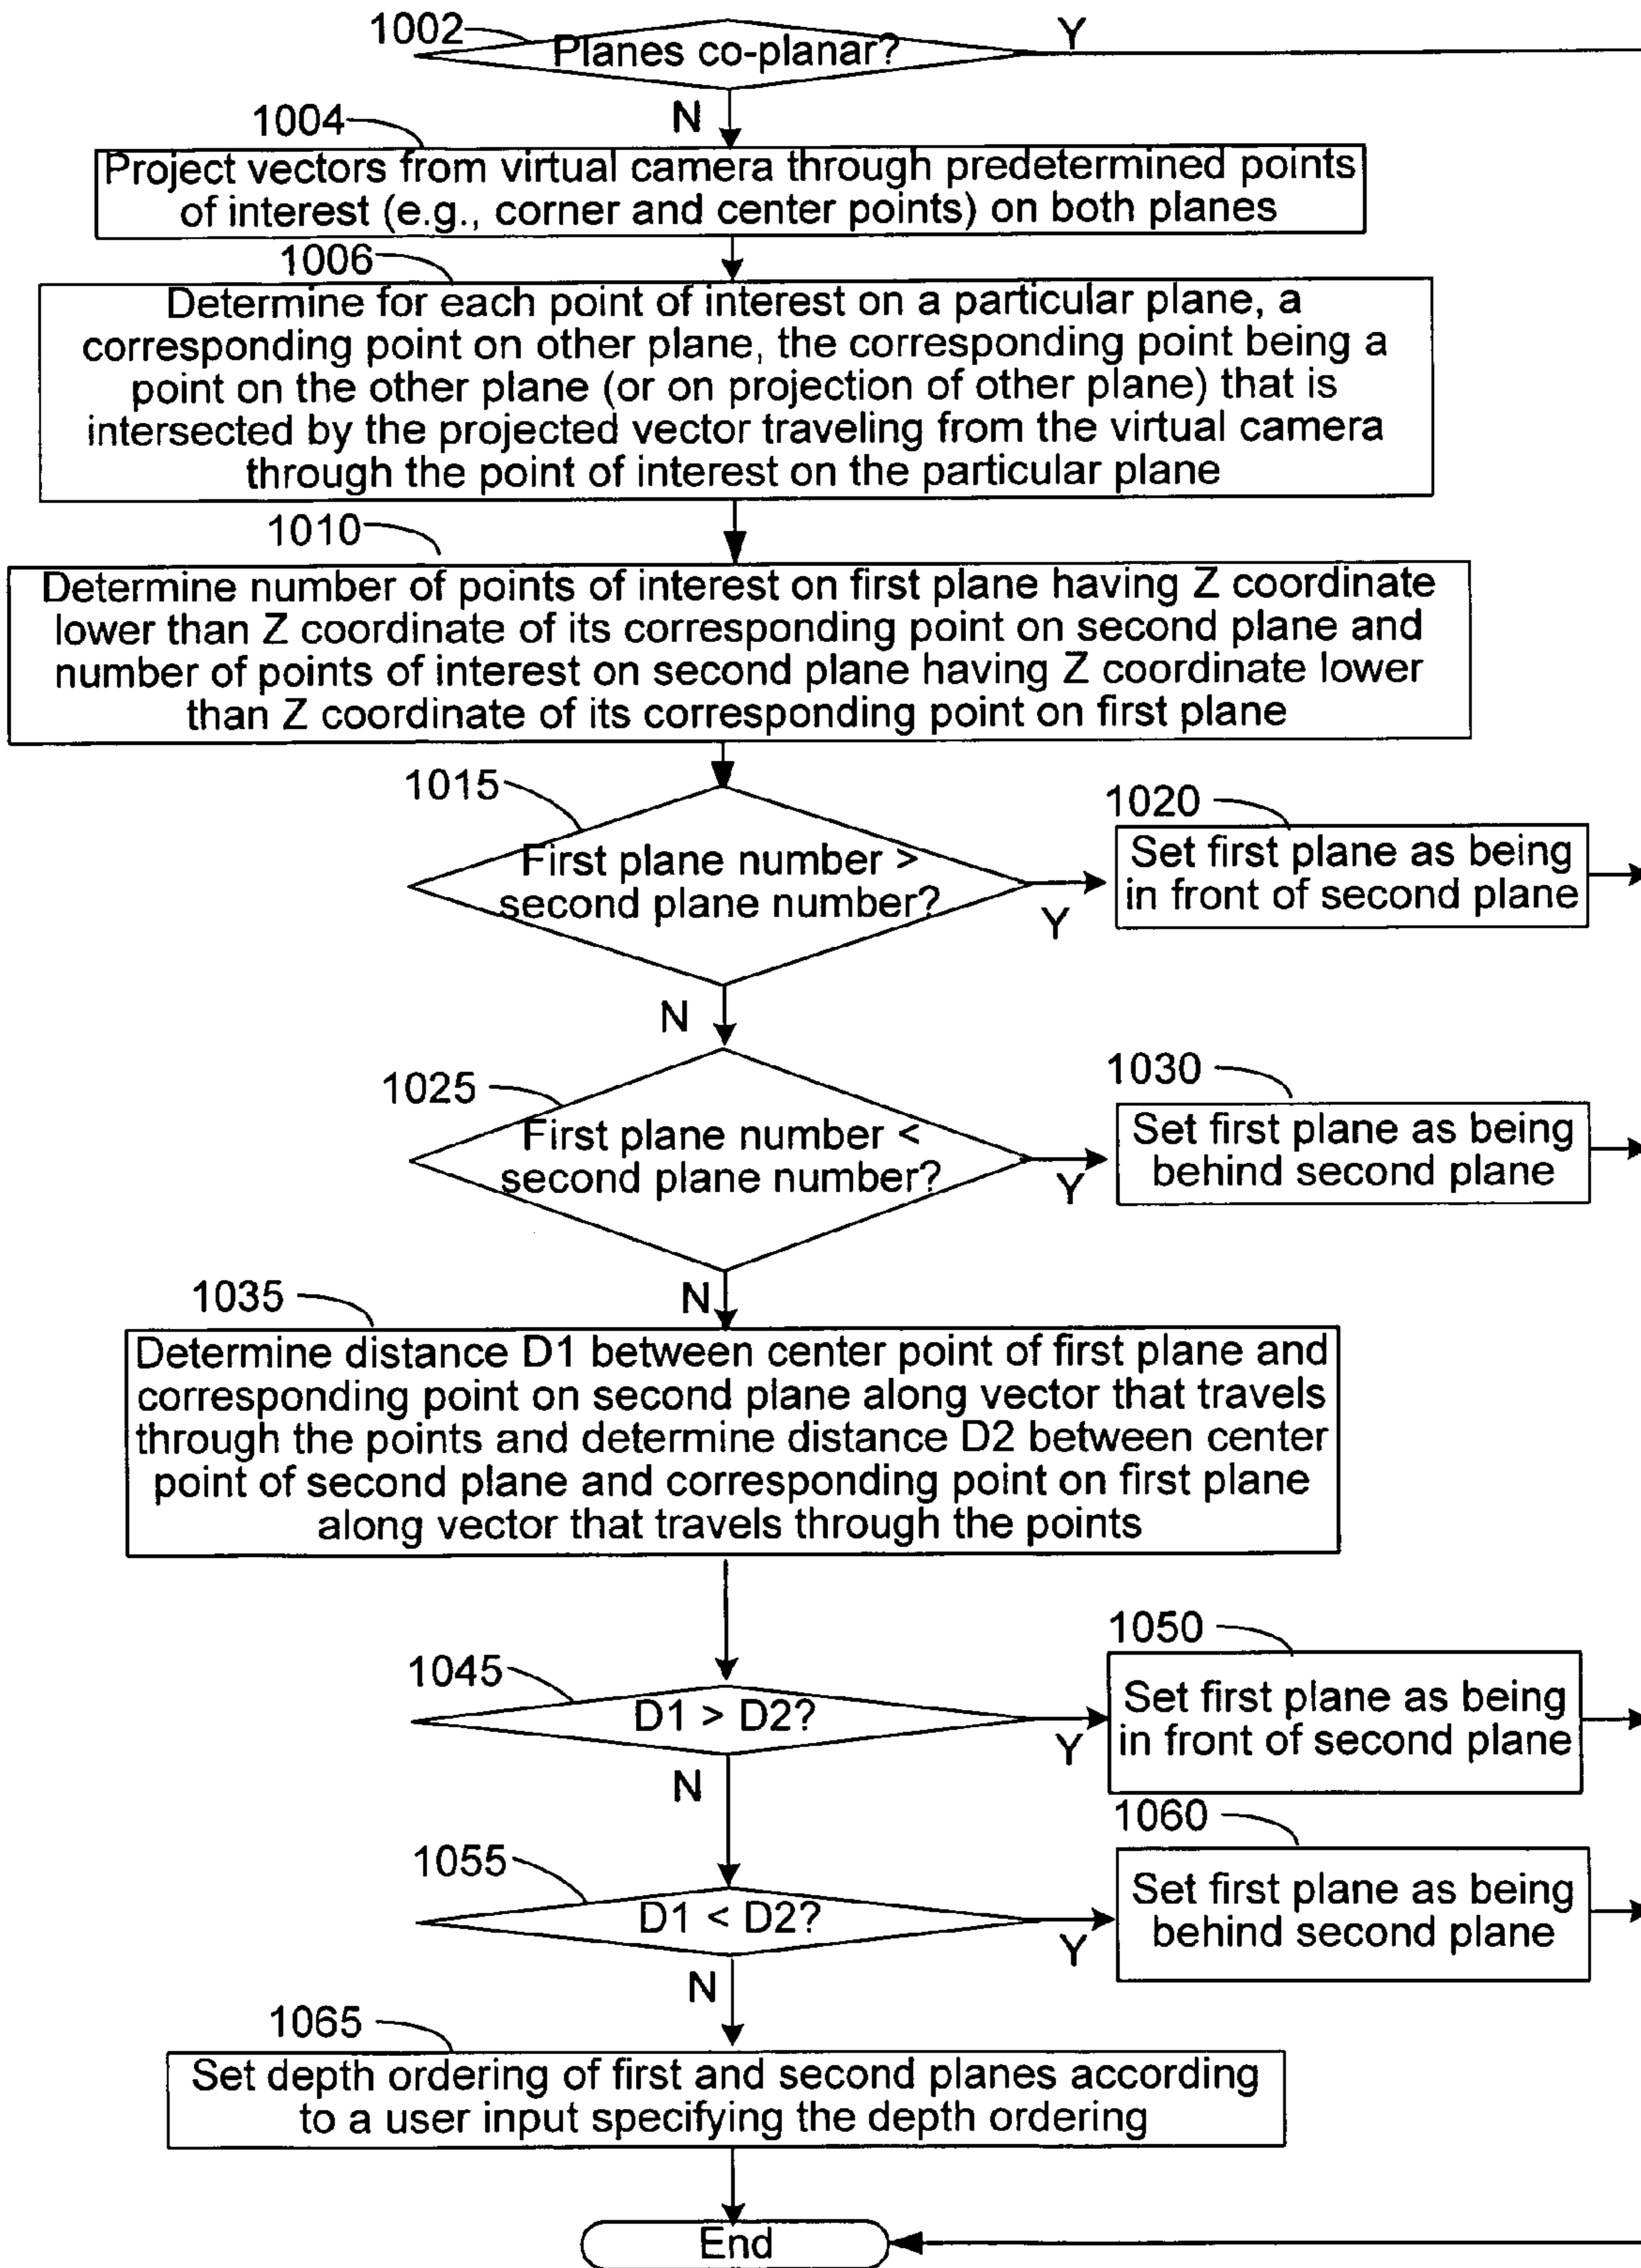 1002
Planes co-planar?
Y
N
1004
Project vectors from virtual camera through predetermined points
of interest (e.g., corner and center points) on both planes
1006
Determine for each point of interest on a particular plane, a
corresponding point on other plane, the corresponding point being a
point on the other plane (or on projection of other plane) that is
intersected by the projected vector traveling from the virtual camera
through the point of interest on the particular plane
1010
Determine number of points of interest on first plane having Z coordinate
lower than Z coordinate of its corresponding point on second plane and
number of points of interest on second plane having Z coordinate lower
than Z coordinate of its corresponding point on first plane
1015
First plane number >
second plane number?
Y
1020
Set first plane as being
in front of second plane
N
1025
First plane number <
second plane number?
Y
1030
Set first plane as being
behind second plane
N
1035
Determine distance D1 between center point of first plane and
corresponding point on second plane along vector that travels
through the points and determine distance D2 between center
point of second plane and corresponding point on first plane
along vector that travels through the points
1045
D1 > D2?
Y
1050
Set first plane as being
in front of second plane
N
1055
D1 < D2?
Y
1060
Set first plane as being
behind second plane
N
1065
Set depth ordering of first and second planes according
to a user input specifying the depth ordering
End